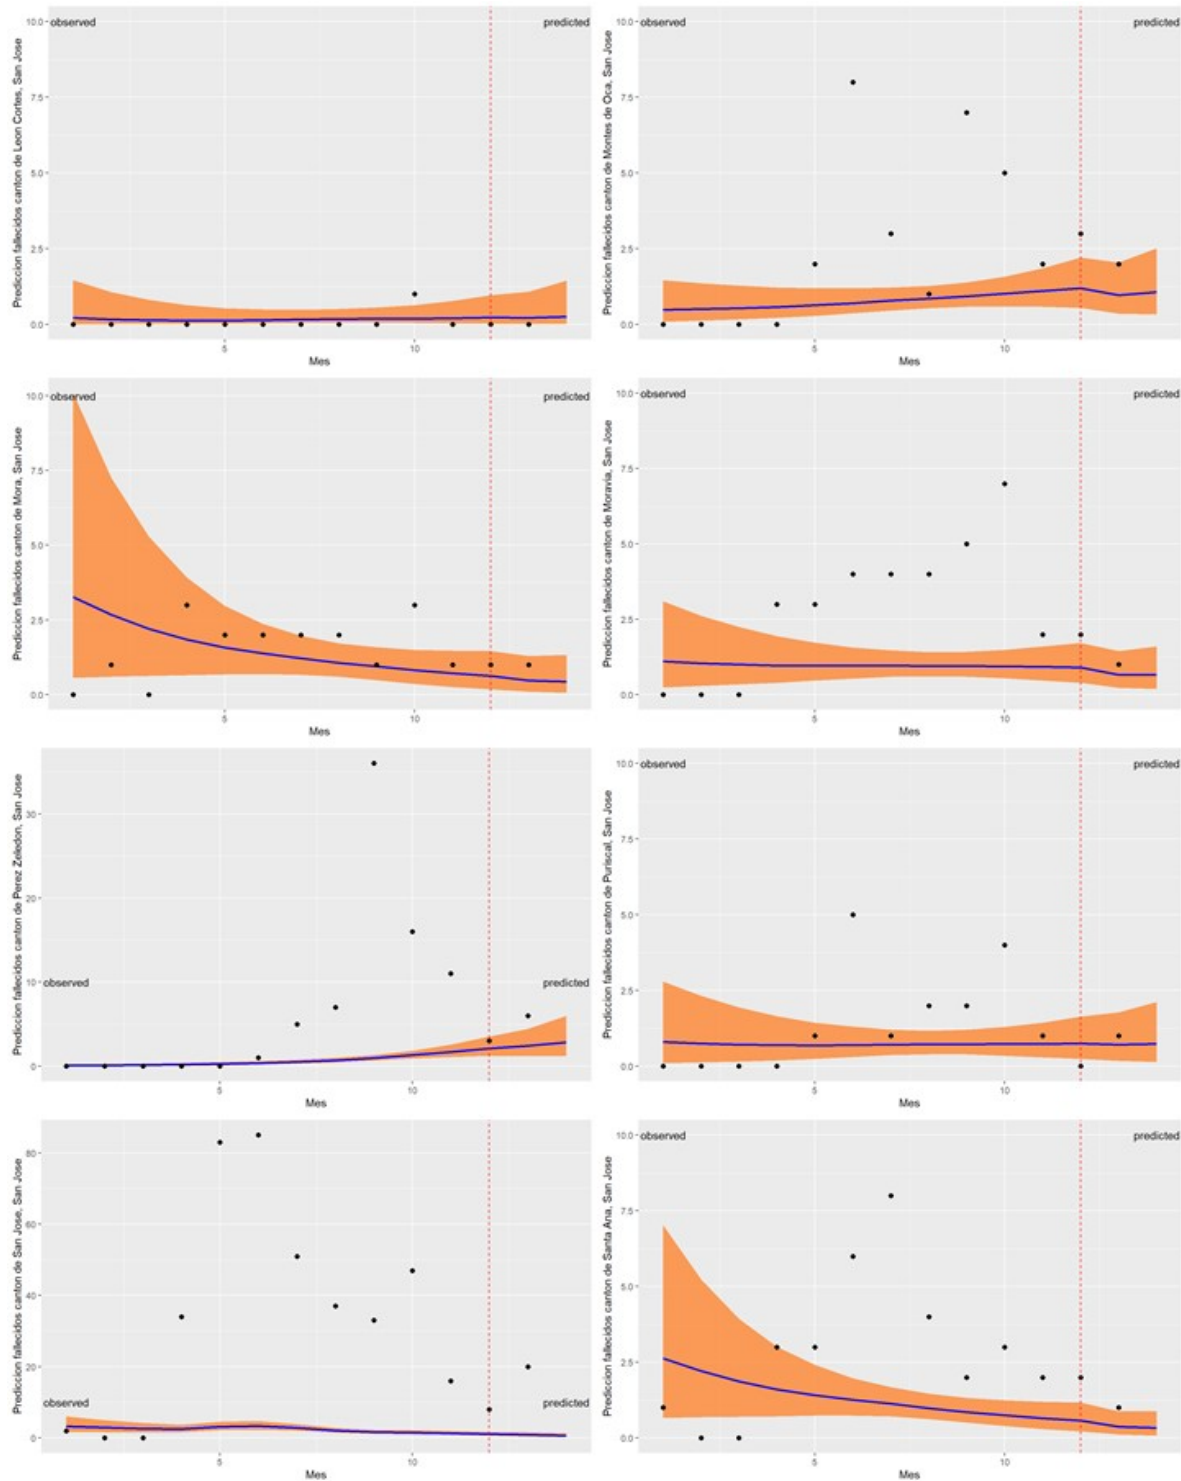 Prediccion fallecidos canton de Leon Cortes, San Jose
10.0
7.5
5.0
2.5
0.0
observed
predicted
5
10
Mes
Prediccion fallecidos canton de Montes de Oca, San Jose
10.0
7.5
5.0
2.5
0.0
observed
predicted
5
10
Mes
Prediccion fallecidos canton de Mora, San Jose
10.0
7.5
5.0
2.5
0.0
observed
predicted
5
10
Mes
Prediccion fallecidos canton de Moravia, San Jose
10.0
7.5
5.0
2.5
0.0
observed
predicted
5
10
Mes
Prediccion fallecidos canton de Perez Zeledon, San Jose
30
20
10
0
observed
predicted
5
10
Mes
Prediccion fallecidos canton de Puriscal, San Jose
10.0
7.5
5.0
2.5
0.0
observed
predicted
5
10
Mes
Prediccion fallecidos canton de San Jose, San Jose
80
60
40
20
0
observed
predicted
5
10
Mes
Prediccion fallecidos canton de Santa Ana, San Jose
10.0
7.5
5.0
2.5
0.0
observed
predicted
5
10
Mes